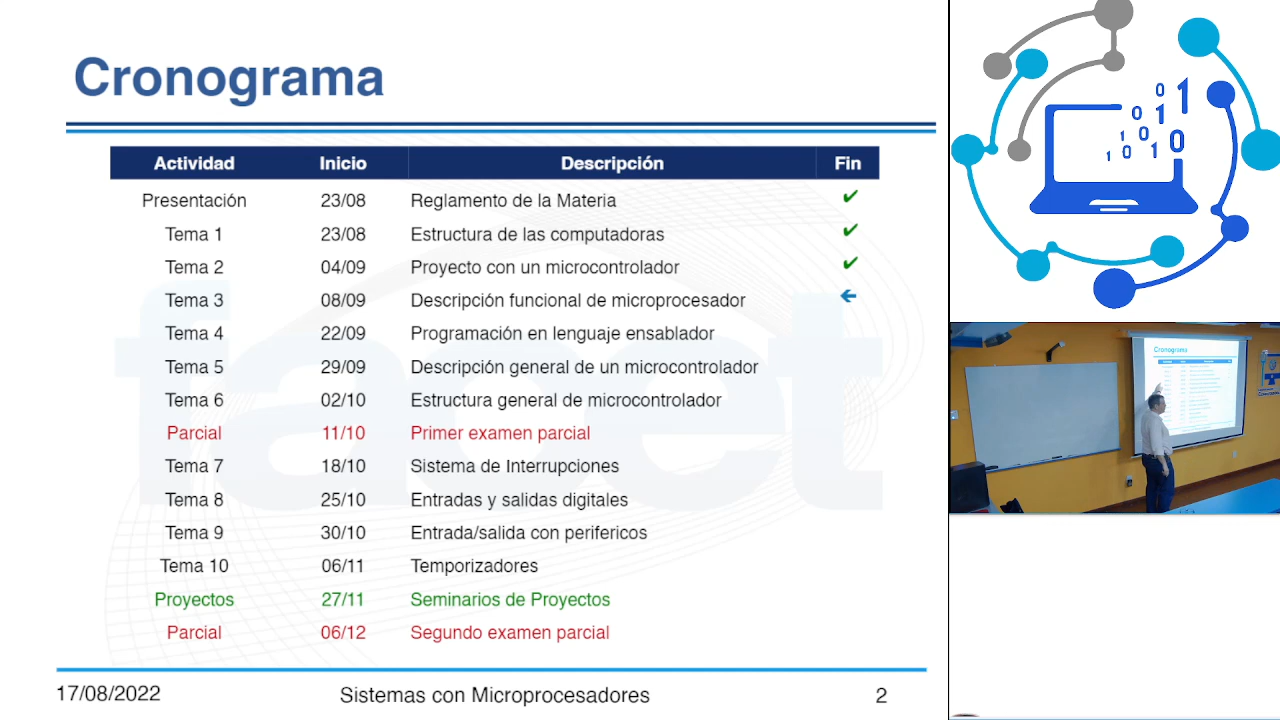 Cronograma
Actividad Inicio Descripción Fin
Presentación 23/08 Reglamento de la Materia ✔
Tema 1 23/08 Estructura de las computadoras ✔
Tema 2 04/09 Proyecto con un microcontrolador ✔
Tema 3 08/09 Descripción funcional de microprocesador ←
Tema 4 22/09 Programación en lenguaje ensablador
Tema 5 29/09 Descripción general de un microcontrolador
Tema 6 02/10 Estructura general de microcontrolador
Parcial 11/10 Primer examen parcial
Tema 7 18/10 Sistema de Interrupciones
Tema 8 25/10 Entradas y salidas digitales
Tema 9 30/10 Entrada/salida con perifericos
Tema 10 06/11 Temporizadores
Proyectos 27/11 Seminarios de Proyectos
Parcial 06/12 Segundo examen parcial
17/08/2022 Sistemas con Microprocesadores 2
facet
0 1
0 1 1
1 0 0
1 0 1
Cronograma